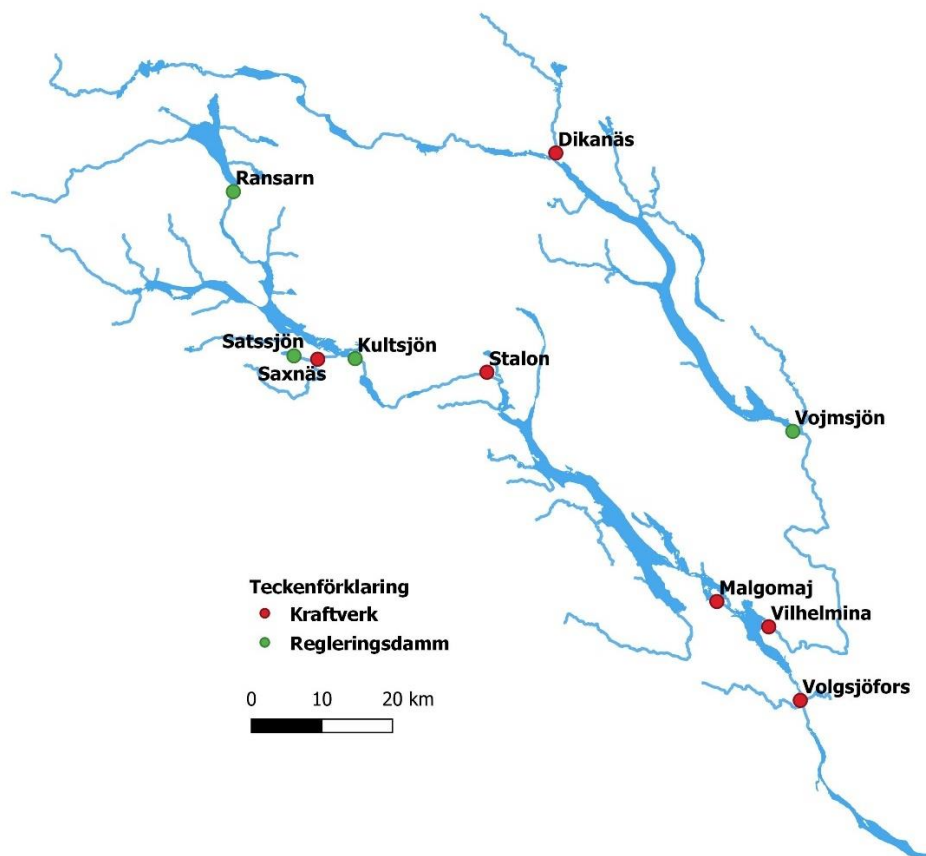 Dikanäs
Ransarn
Satssjön
Kultsjön
Saxnäs
Stalon
Vojmsjön
Malgomaj
Vilhelmina
Volgsjöfors
Teckenförklaring
Kraftverk
Regleringsdamm
0 10 20 km